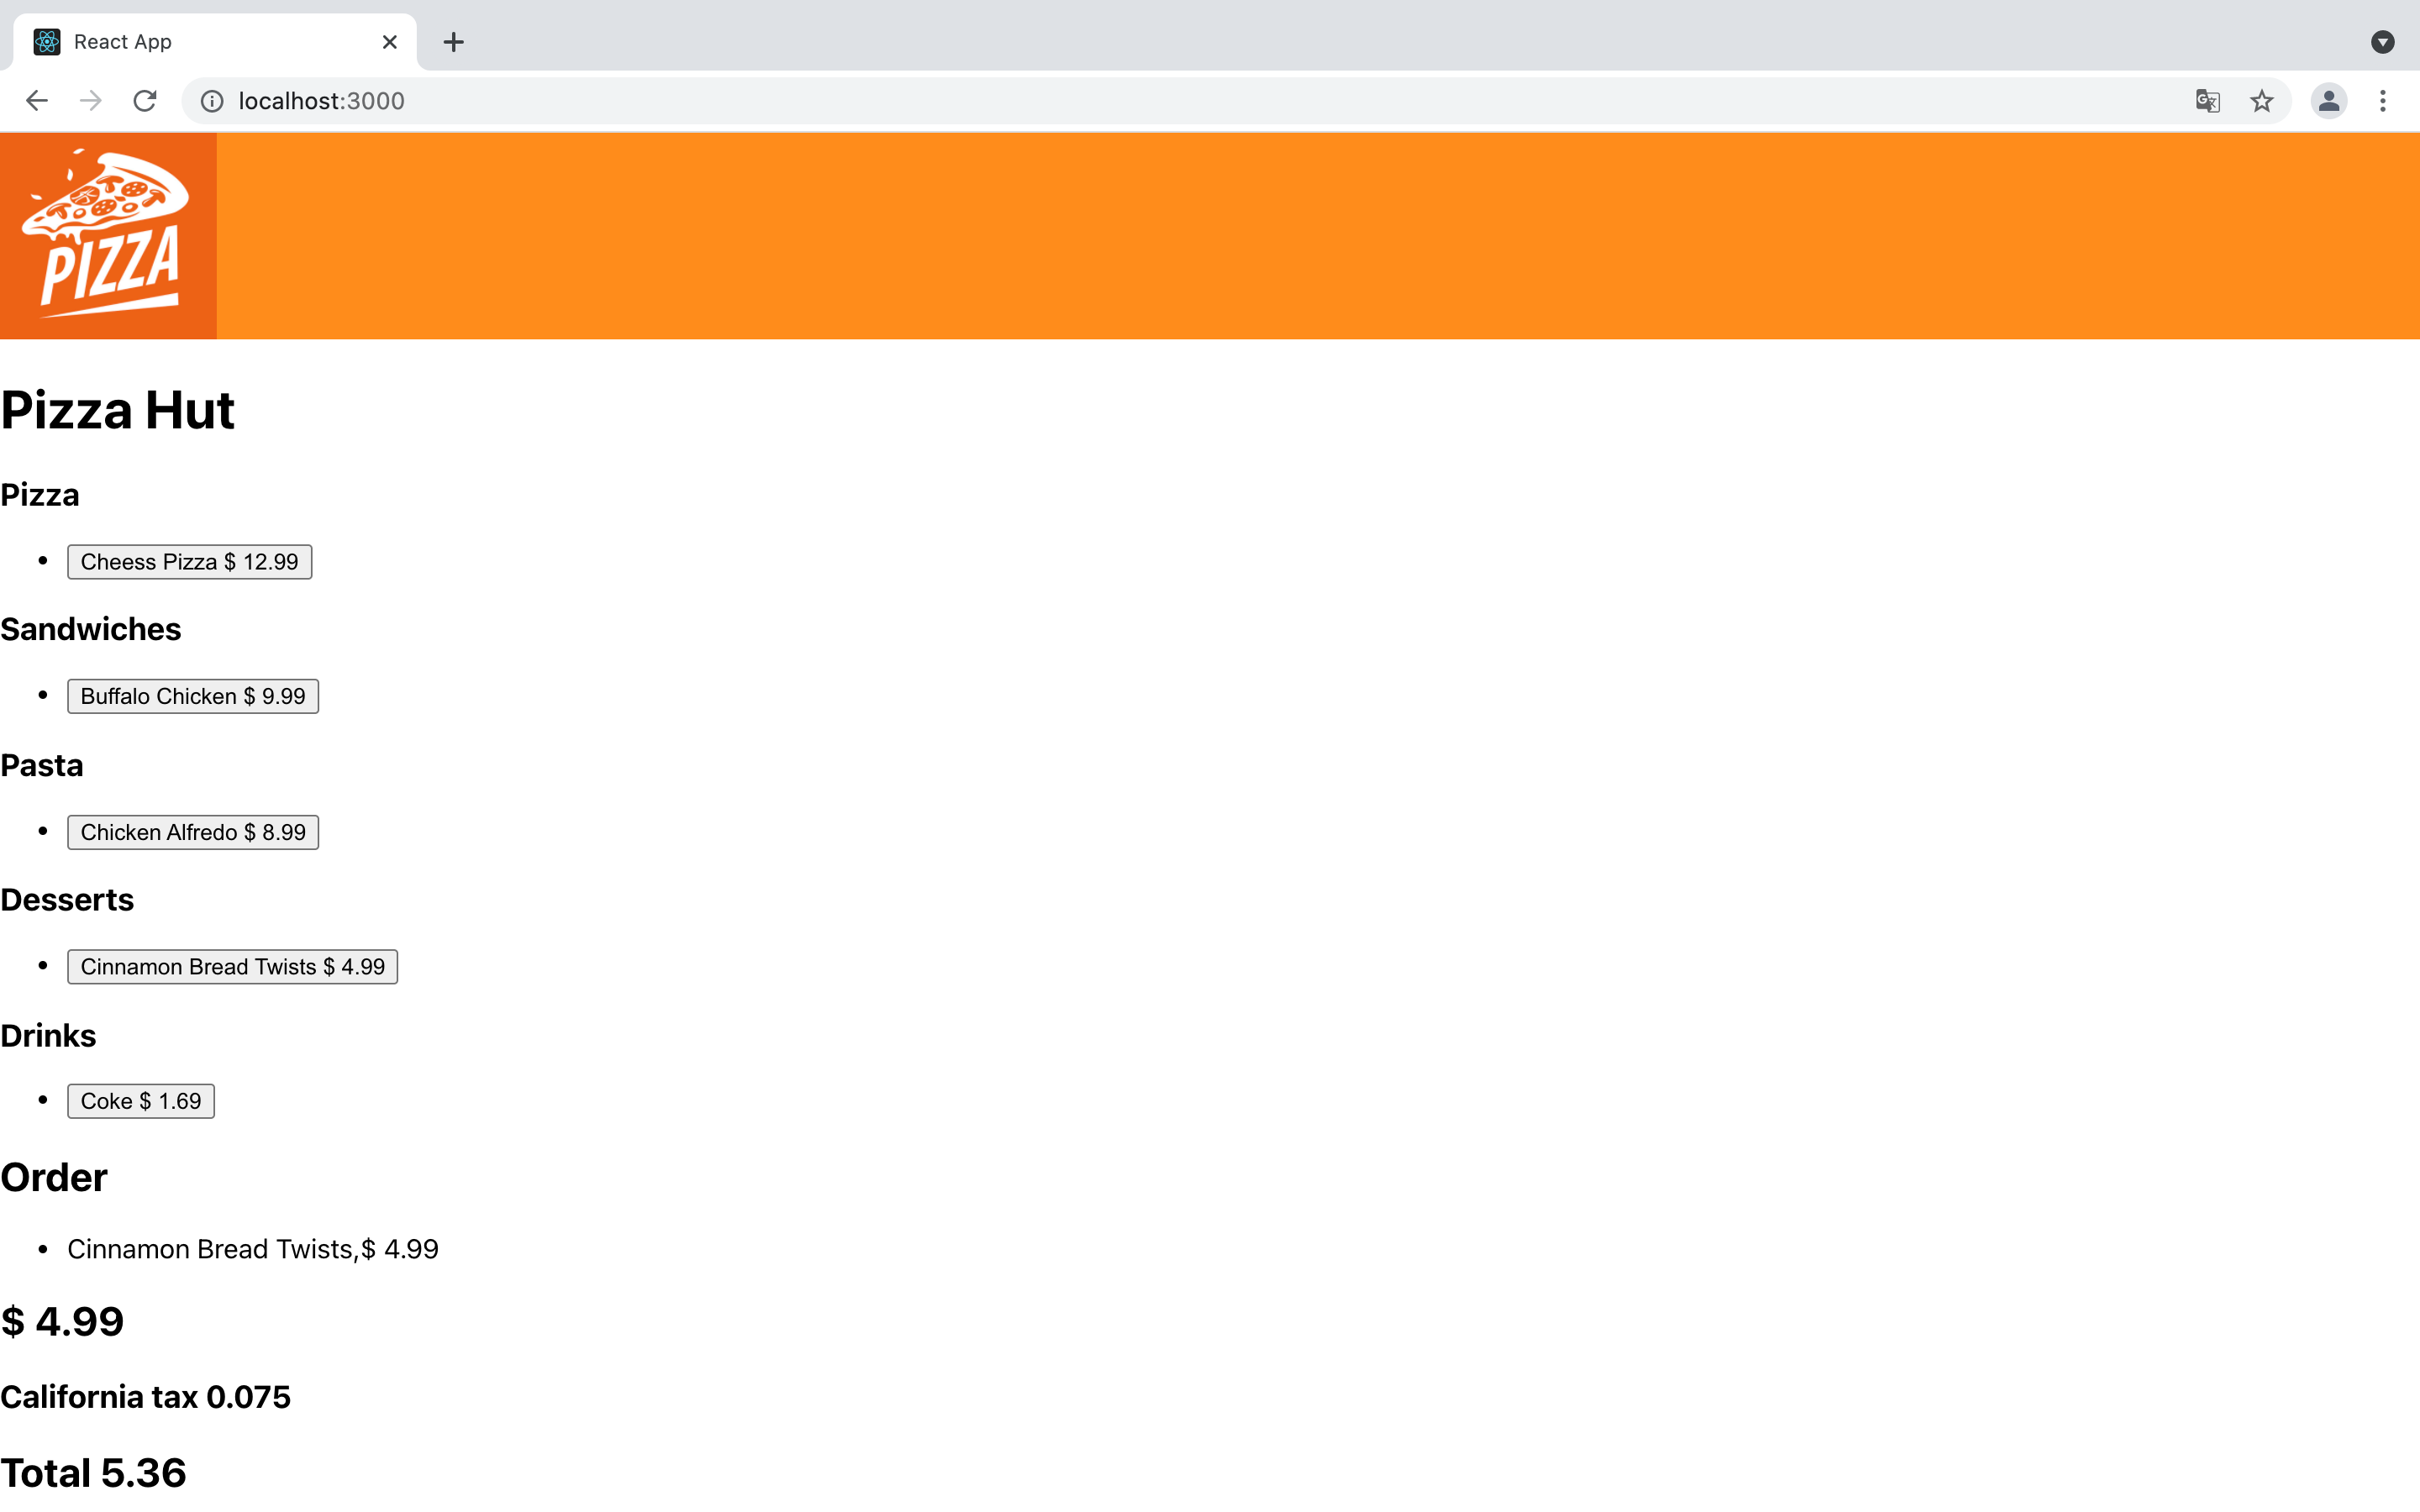 React App
localhost:3000
PIZZA
Pizza Hut
Pizza
Cheess Pizza $ 12.99
Sandwiches
Buffalo Chicken $ 9.99
Pasta
Chicken Alfredo $ 8.99
Desserts
Cinnamon Bread Twists $ 4.99
Drinks
Coke $ 1.69
Order
Cinnamon Bread Twists,$ 4.99
$ 4.99
California tax 0.075
Total 5.36